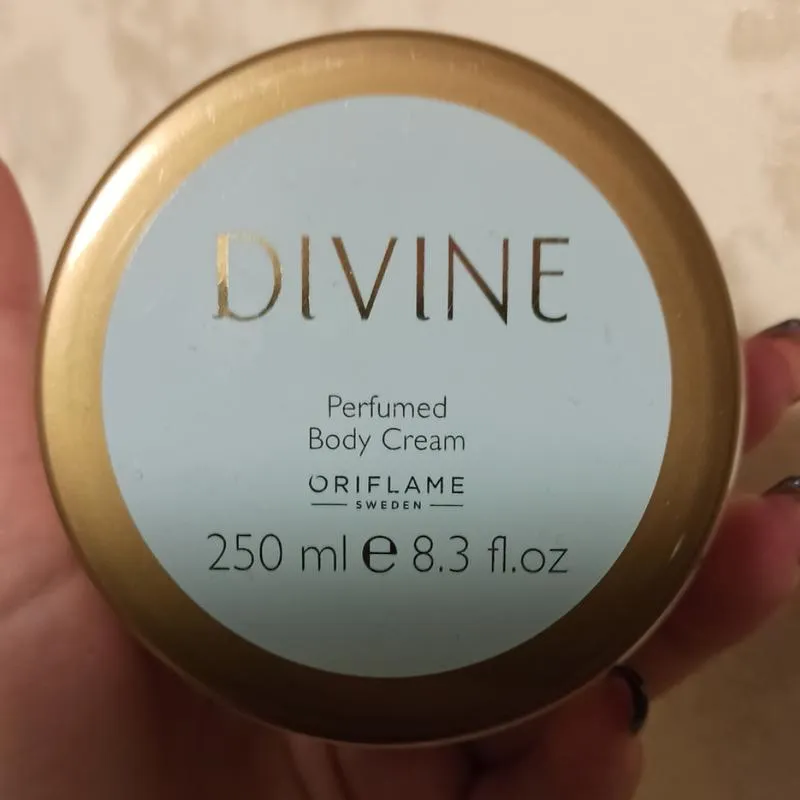 DIVINE
Perfumed
Body Cream
ORIFLAME
SWEDEN
250 ml ℮ 8.3 fl.oz